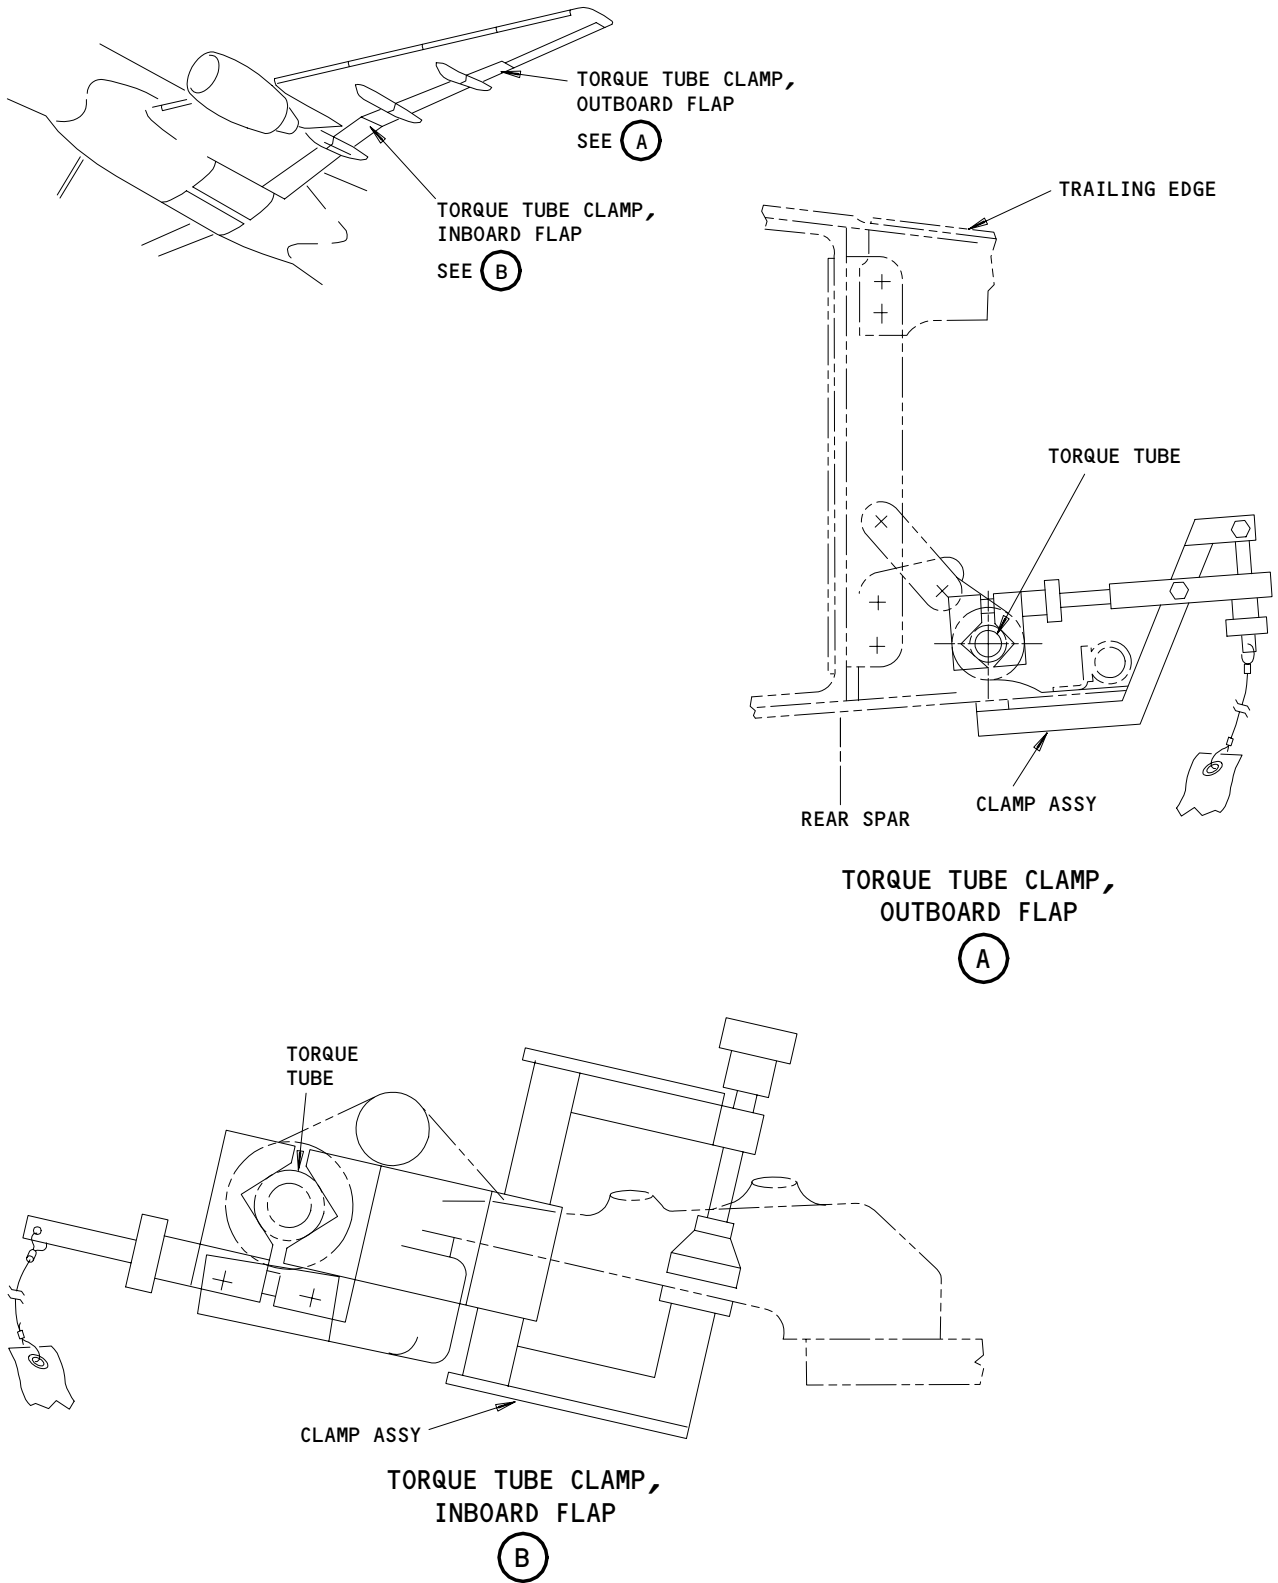 TORQUE TUBE CLAMP,
OUTBOARD FLAP
SEE A
TORQUE TUBE CLAMP,
INBOARD FLAP
SEE B
TRAILING EDGE
TORQUE TUBE
CLAMP ASSY
REAR SPAR
TORQUE TUBE CLAMP,
OUTBOARD FLAP
A
TORQUE
TUBE
CLAMP ASSY
TORQUE TUBE CLAMP,
INBOARD FLAP
B